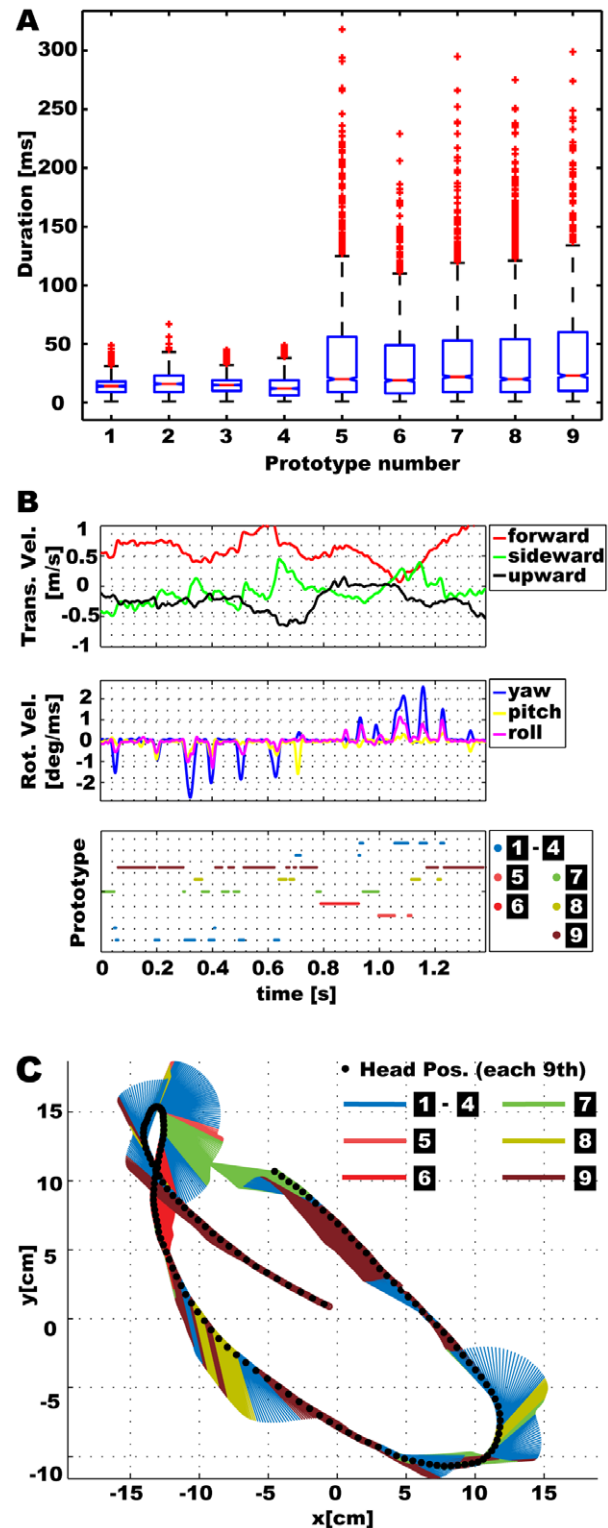 A
Duration [ms]
300
250
200
150
100
50
0
1 2 3 4 5 6 7 8 9
Prototype number
B
Trans. Vel.
[m/s]
1
0.5
0
-0.5
-1
forward
sideward
upward
Rot. Vel.
[deg/ms]
2
1
0
-1
-2
yaw
pitch
roll
Prototype
1 - 4
5 7
6 8
9
0 0.2 0.4 0.6 0.8 1.0 1.2
time [s]
C
Head Pos. (each 9th)
1 - 4 7
5 8
6 9
y[cm]
15
10
5
0
-5
-10
-15 -10 -5 0 5 10 15
x[cm]